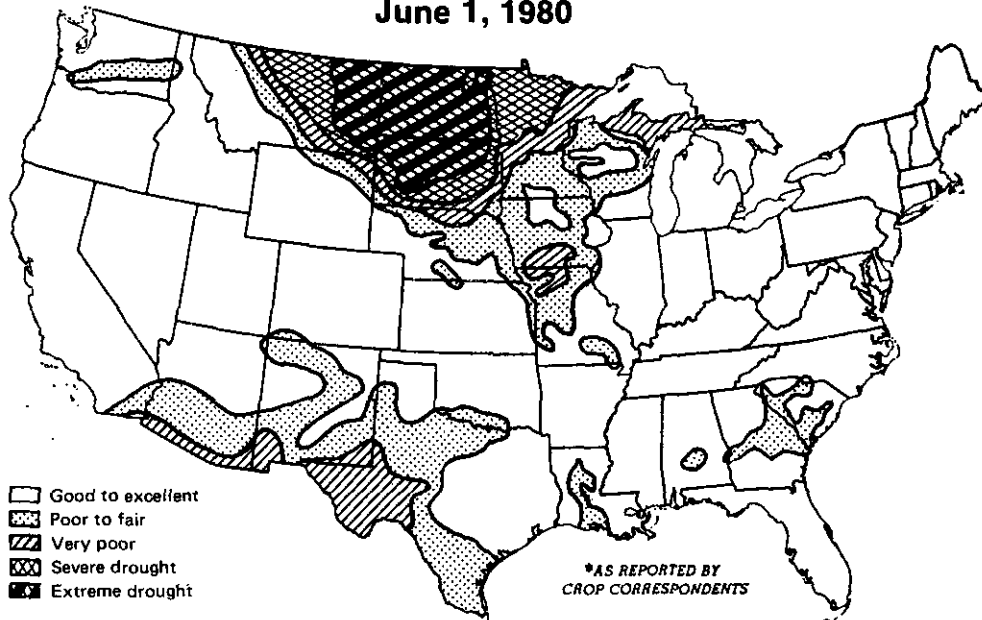 June 1, 1980
Good to excellent
Poor to fair
Very poor
Severe drought
Extreme drought
*AS REPORTED BY
CROP CORRESPONDENTS